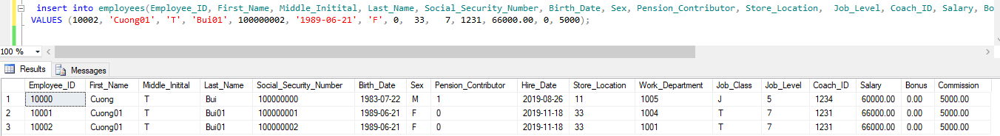 insert into employees(Employee_ID, First_Name, Middle_Initital, Last_Name, Social_Security_Number, Birth_Date, Sex, Pension_Contributor, Store_Location, Job_Level, Coach_ID, Salary, Bo
VALUES (10002, 'Cuong01', 'T', 'Bui01', 100000002, '1989-06-21', 'F', 0, 33, 7, 1231, 66000.00, 0, 5000);
100 %
Results Messages
Employee_ID First_Name Middle_Initital Last_Name Social_Security_Number Birth_Date Sex Pension_Contributor Hire_Date Store_Location Work_Department Job_Class Job_Level Coach_ID Salary Bonus Commission
1 10000 Cuong T Bui 100000000 1983-07-22 M 1 2019-08-26 11 1005 J 5 1234 60000.00 0.00 5000.00
2 10001 Cuong01 T Bui01 100000001 1989-06-21 F 0 2019-11-18 33 1004 T 7 1231 66000.00 0.00 5000.00
3 10002 Cuong01 T Bui01 100000002 1989-06-21 F 0 2019-11-18 33 1001 T 7 1231 66000.00 0.00 5000.00